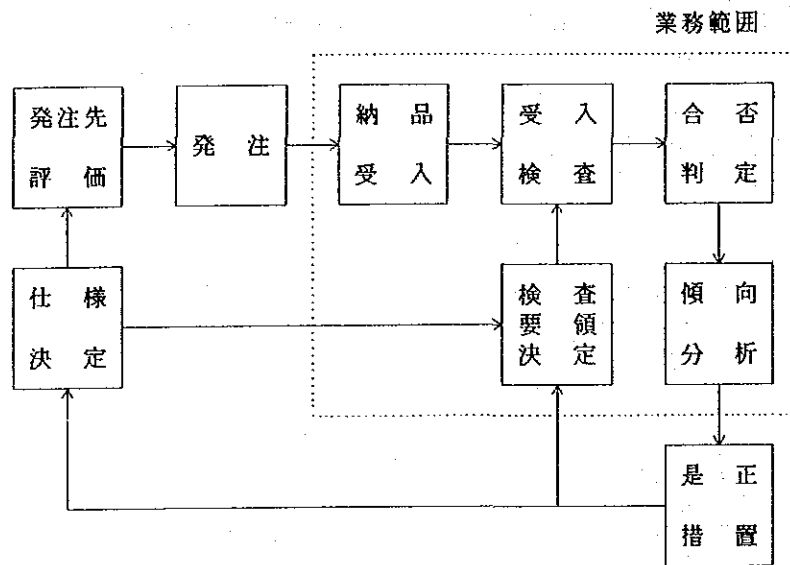 業務範囲
発注先
評価
発注
納品
受入
受入
検査
合否
判定
仕様
決定
検査
要領
決定
傾向
分析
是正
措置